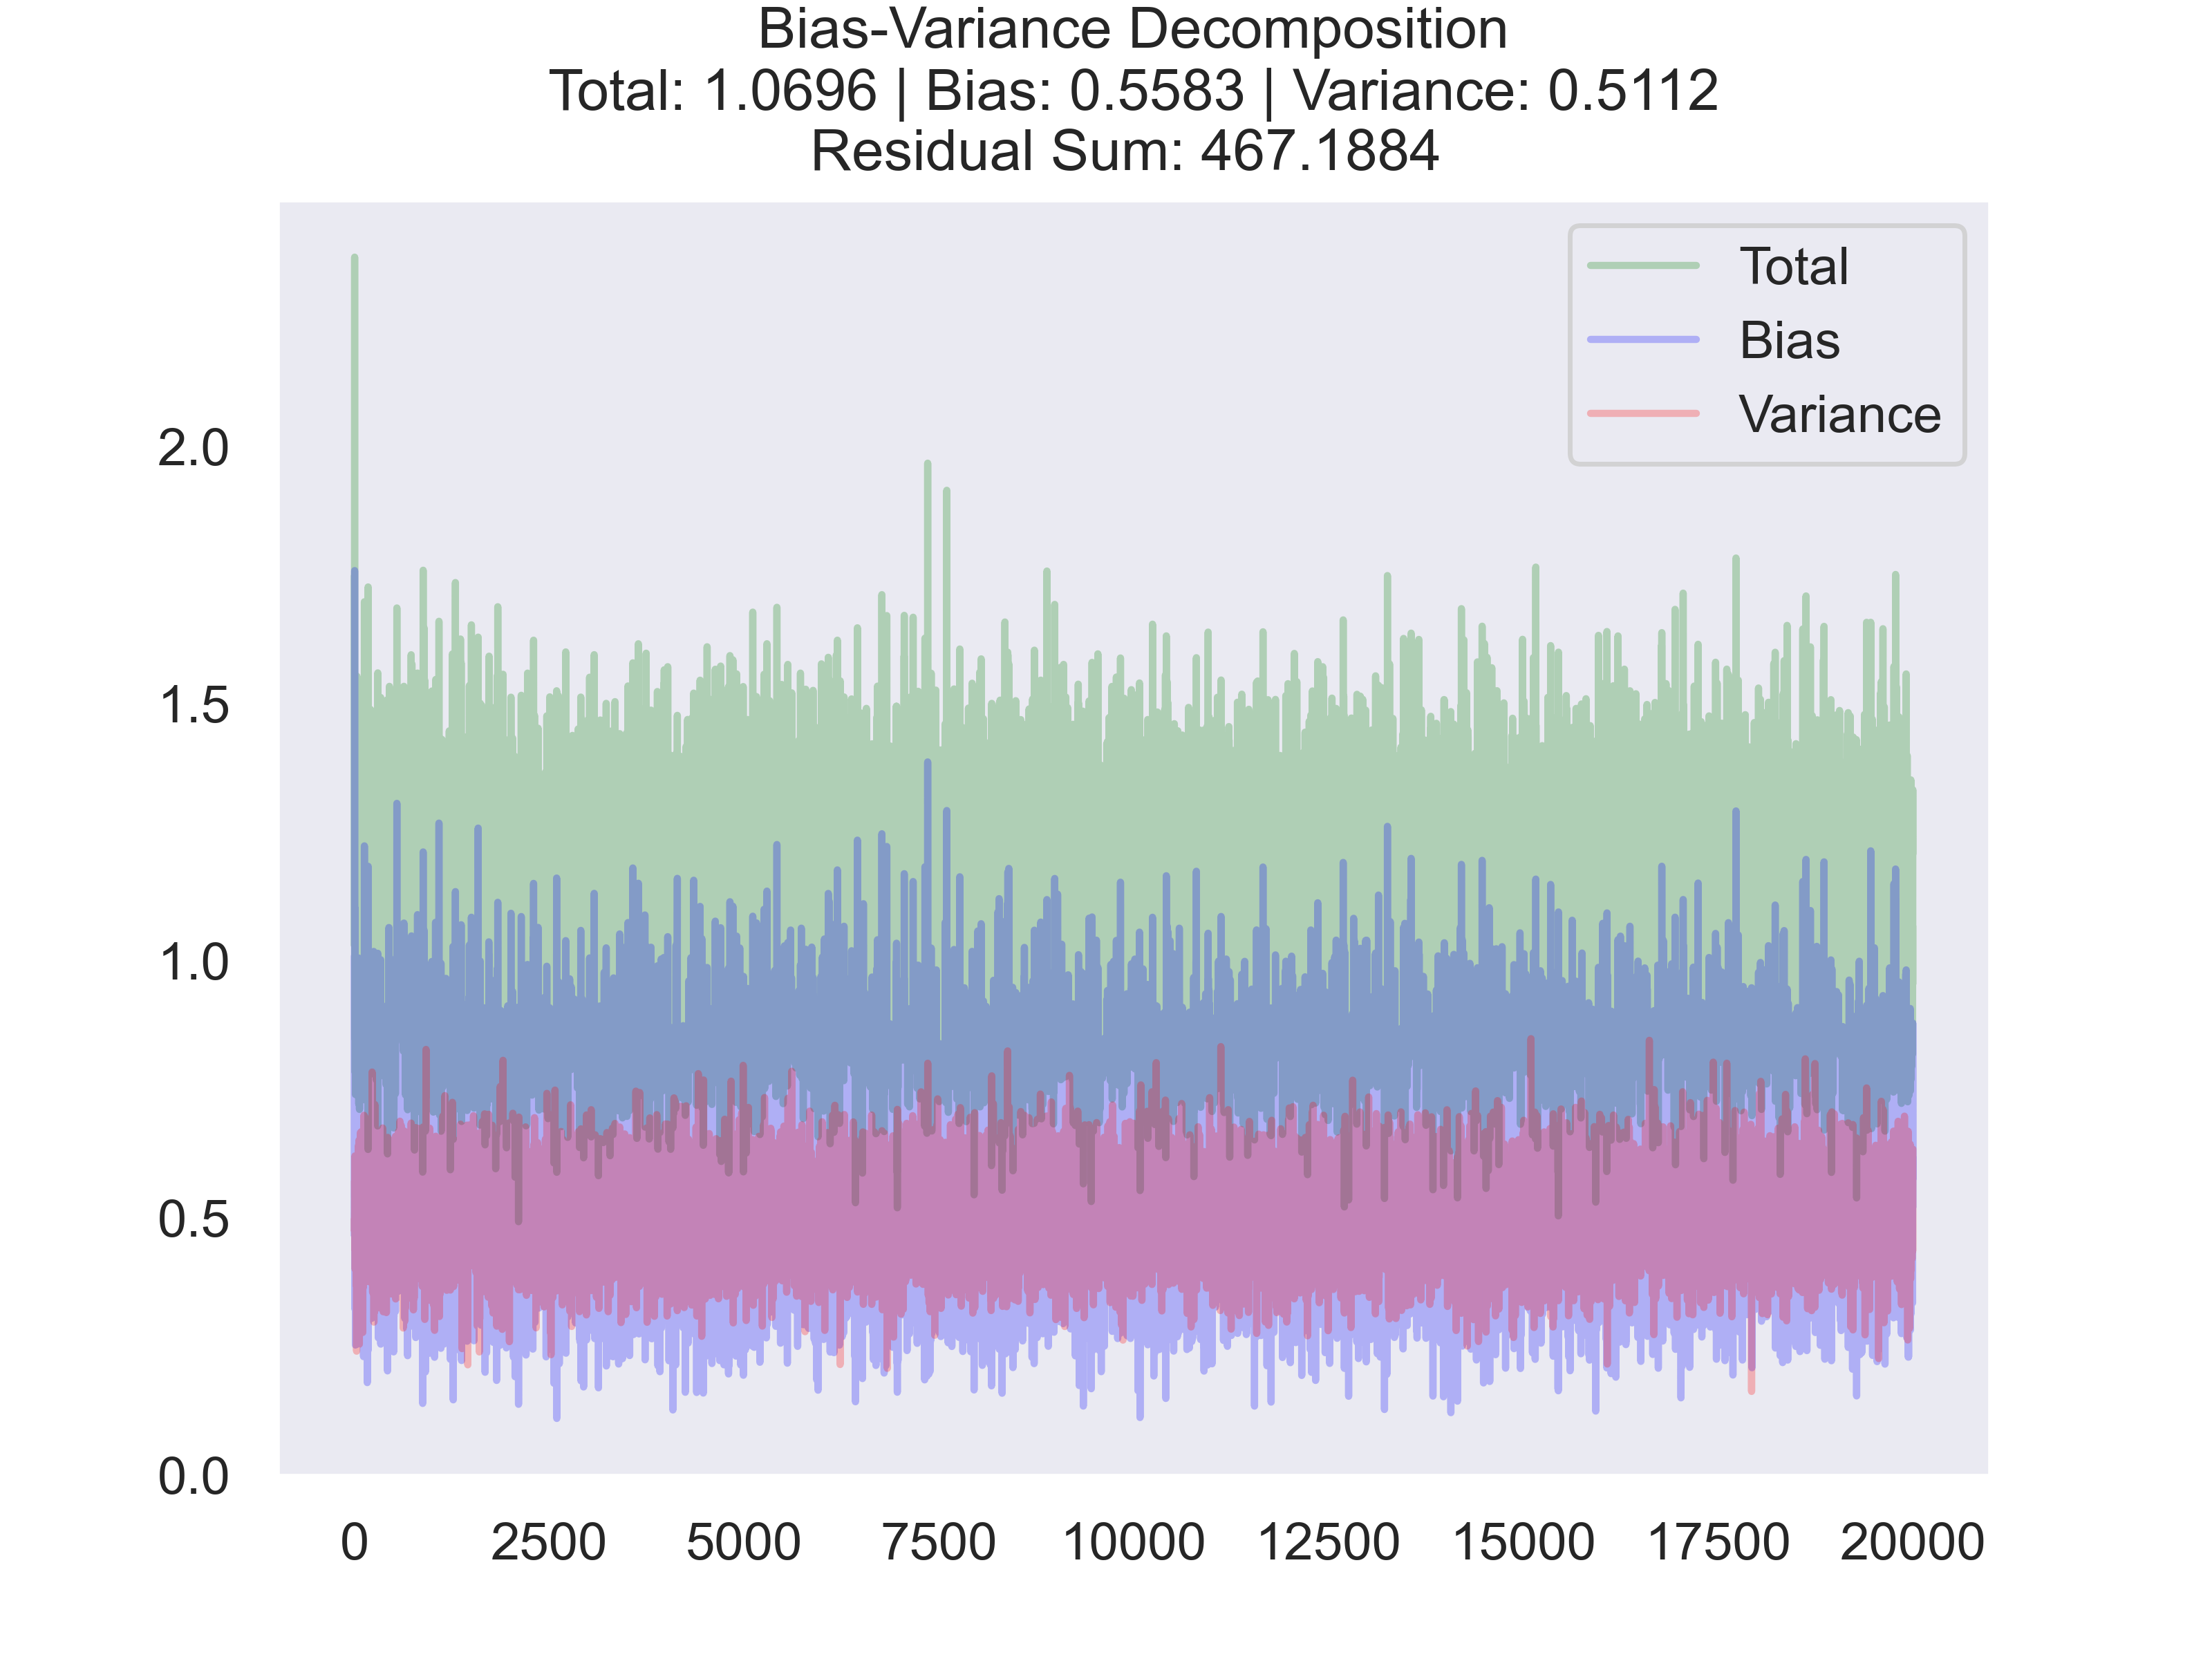 Bias-Variance Decomposition
Total: 1.0696 | Bias: 0.5583 | Variance: 0.5112
Residual Sum: 467.1884
Total
Bias
Variance
2.0
1.5
1.0
0.5
0.0
0 2500 5000 7500 10000 12500 15000 17500 20000